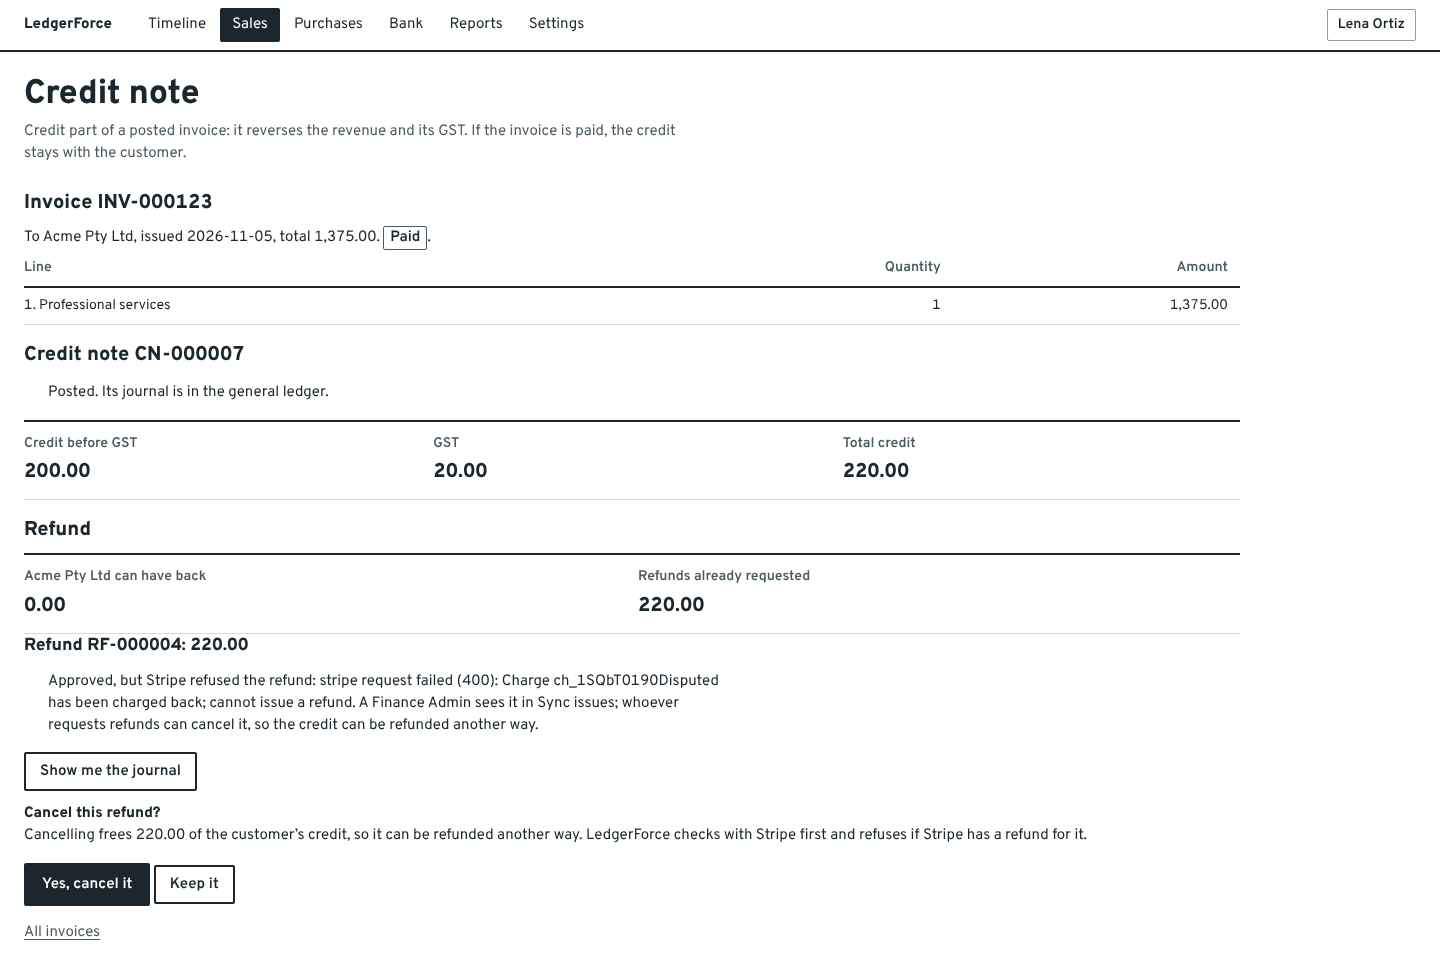 LedgerForce Timeline Sales Purchases Bank Reports Settings Lena Ortiz
Credit note
Credit part of a posted invoice: it reverses the revenue and its GST. If the invoice is paid, the credit
stays with the customer.
Invoice INV-000123
To Acme Pty Ltd, issued 2026-11-05, total 1,375.00. Paid.
Line Quantity Amount
1. Professional services 1 1,375.00
Credit note CN-000007
Posted. Its journal is in the general ledger.
Credit before GST GST Total credit
200.00 20.00 220.00
Refund
Acme Pty Ltd can have back Refunds already requested
0.00 220.00
Refund RF-000004: 220.00
Approved, but Stripe refused the refund: stripe request failed (400): Charge ch_1SQbT0190Disputed
has been charged back; cannot issue a refund. A Finance Admin sees it in Sync issues; whoever
requests refunds can cancel it, so the credit can be refunded another way.
Show me the journal
Cancel this refund?
Cancelling frees 220.00 of the customer’s credit, so it can be refunded another way. LedgerForce checks with Stripe first and refuses if Stripe has a refund for it.
Yes, cancel it Keep it
All invoices